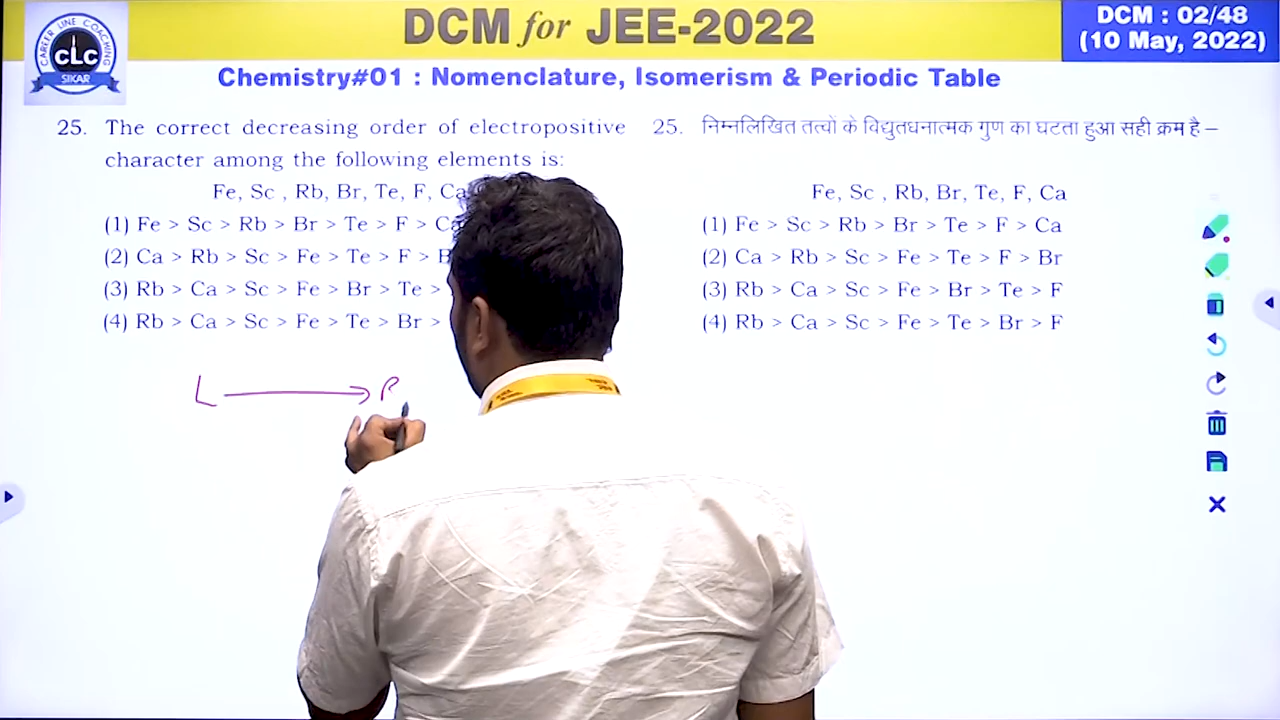 DCM for JEE-2022
DCM : 02/48
(10 May, 2022)
CAREER LINE COACHING
CLC
SIKAR
Chemistry#01 : Nomenclature, Isomerism & Periodic Table
25. The correct decreasing order of electropositive
character among the following elements is:
Fe, Sc , Rb, Br, Te, F, Ca
(1) Fe > Sc > Rb > Br > Te > F > Ca
(2) Ca > Rb > Sc > Fe > Te > F > B
(3) Rb > Ca > Sc > Fe > Br > Te >
(4) Rb > Ca > Sc > Fe > Te > Br >
25. निम्नलिखित तत्वों के विद्युतधनात्मक गुण का घटता हुआ सही क्रम है –
Fe, Sc , Rb, Br, Te, F, Ca
(1) Fe > Sc > Rb > Br > Te > F > Ca
(2) Ca > Rb > Sc > Fe > Te > F > Br
(3) Rb > Ca > Sc > Fe > Br > Te > F
(4) Rb > Ca > Sc > Fe > Te > Br > F
L